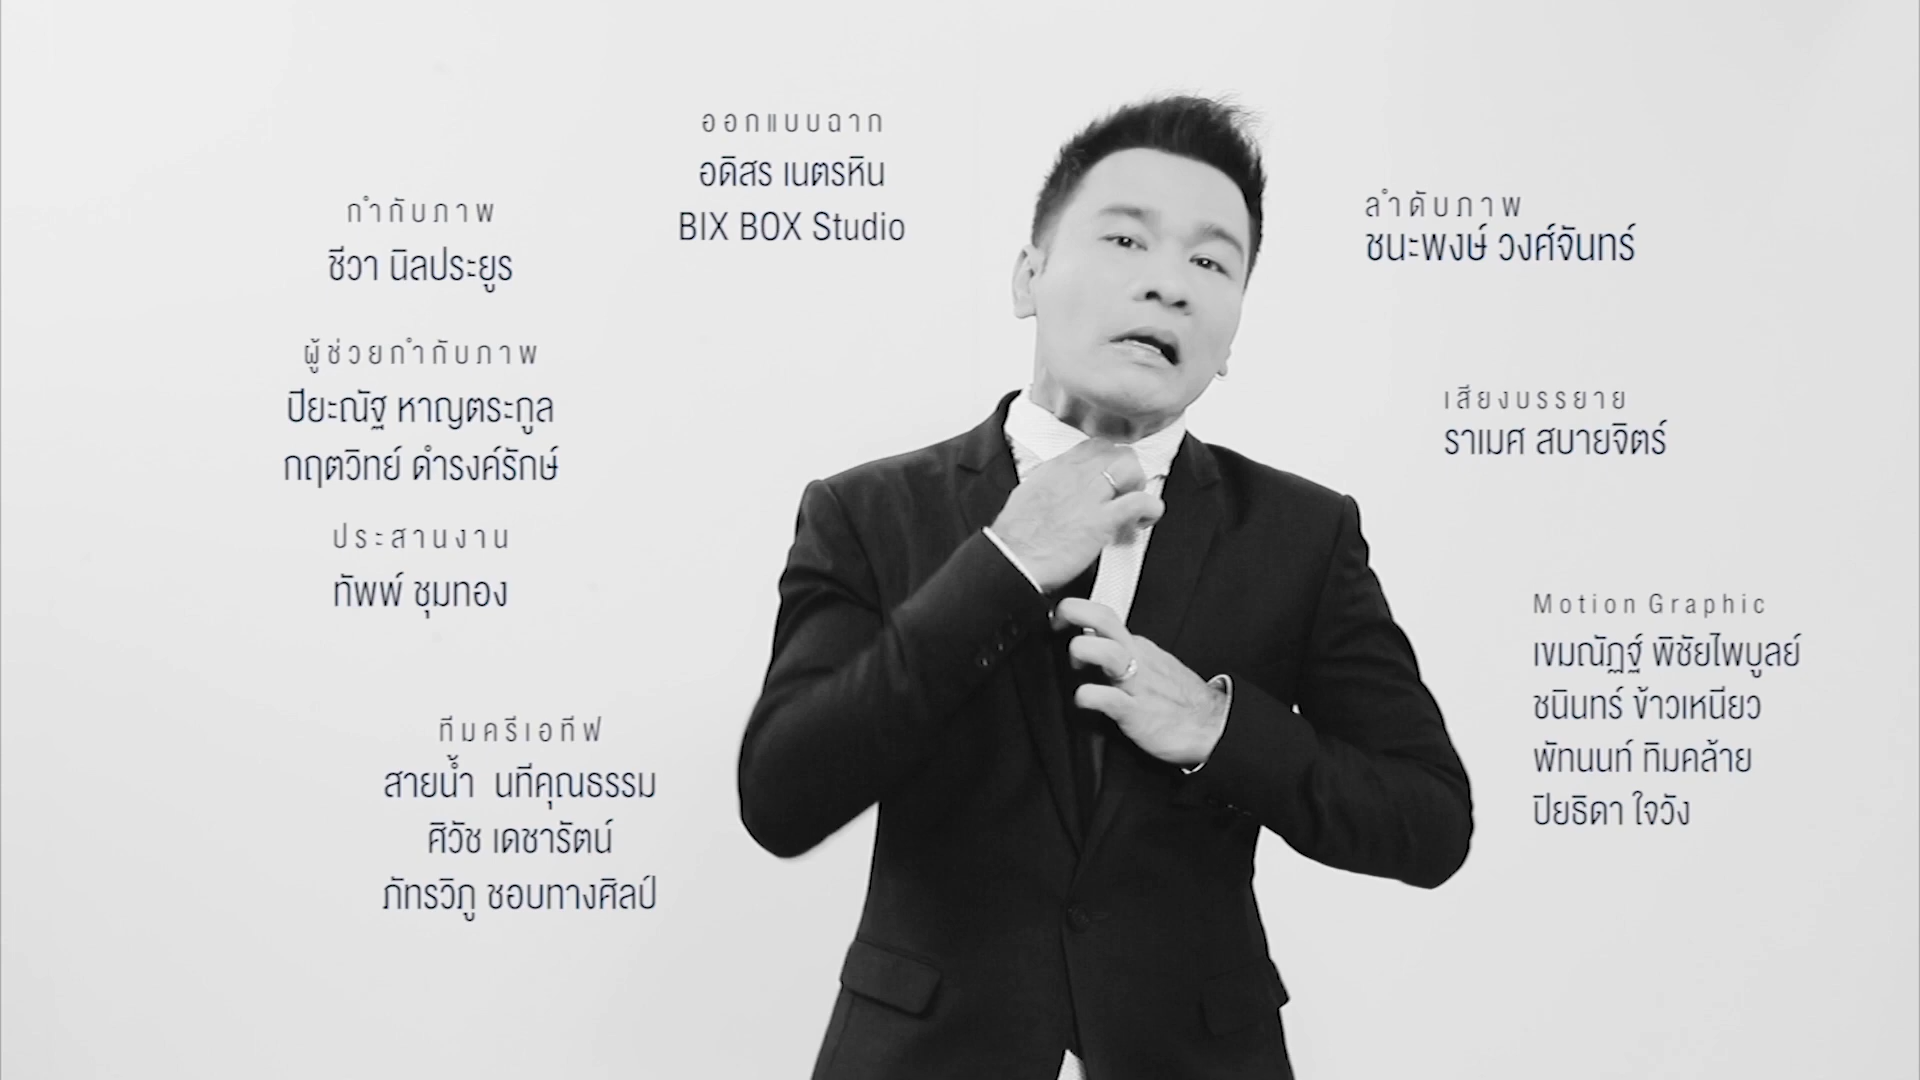 ออกแบบฉาก
อดิสร เนตรหิน
BIX BOX Studio
กำกับภาพ
ชีวา นิลประยูร
ผู้ช่วยกำกับภาพ
ปิยะณัฐ หาญตระกูล
กฤตวิทย์ ดำรงค์รักษ์
ประสานงาน
ทัพพ์ ชุมทอง
ทีมครีเอทีฟ
สายน้ำ นทีคุณธรรม
ศิวัช เดชารัตน์
ภัทรวิภู ชอบทางศิลป์
ลำดับภาพ
ชนะพงษ์ วงศ์จันทร์
เสียงบรรยาย
ราเมศ สบายจิตร์
Motion Graphic
เขมณัฏฐ์ พิชัยไพบูลย์
ชนินทร์ ข้าวเหนียว
พัทนนท์ ทิมคล้าย
ปิยธิดา ใจวัง